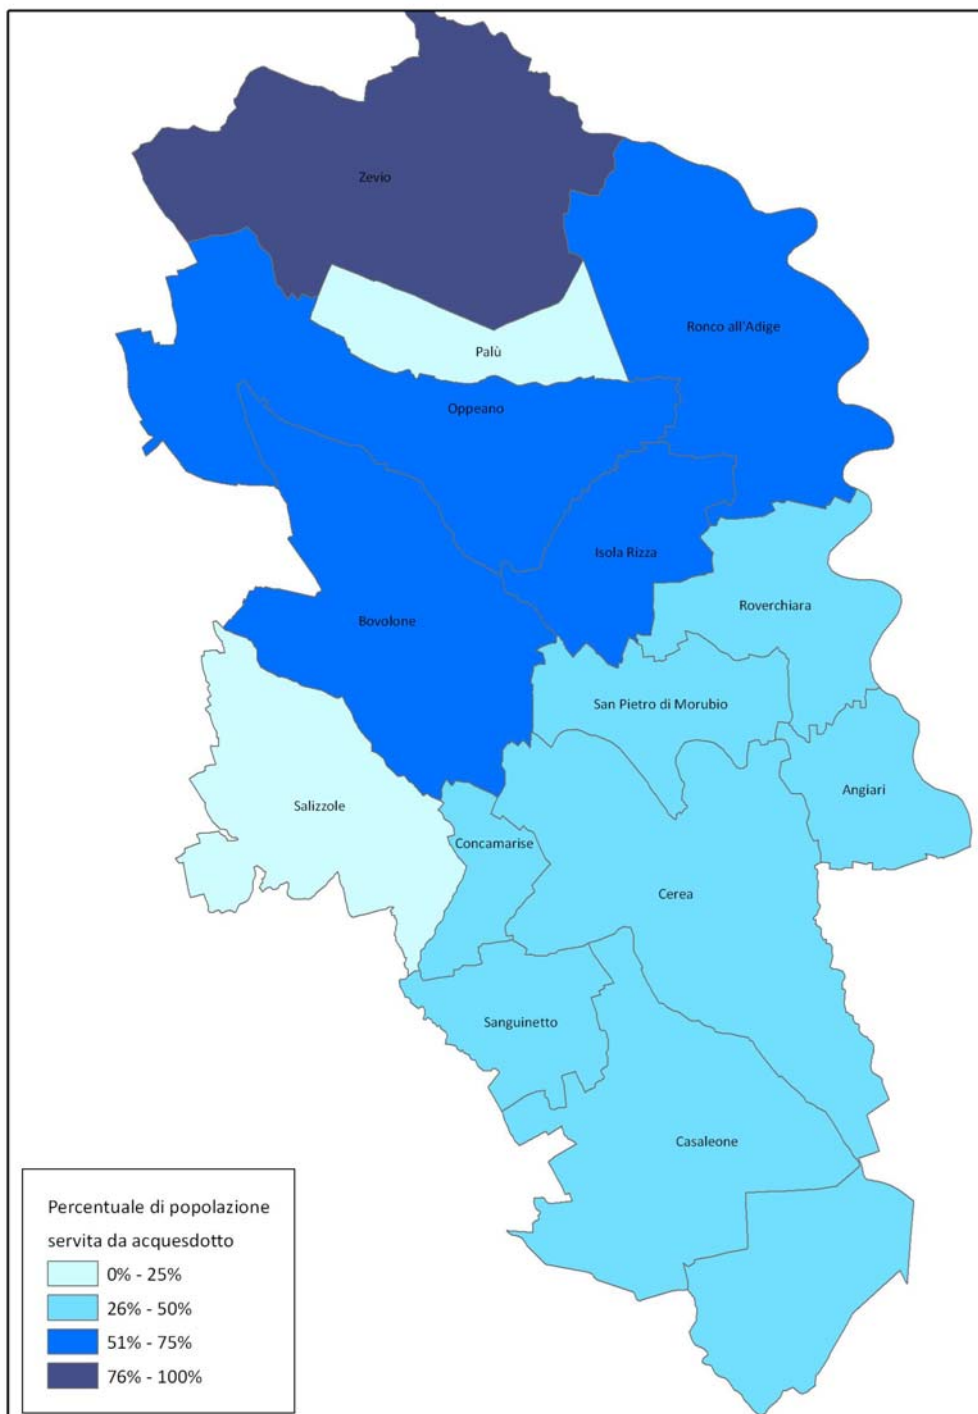 Zevio
Ronco all'Adige
Palù
Oppeano
Isola Rizza
Roverchiara
Bovolone
San Pietro di Morubio
Angiari
Salizzole
Concamarise
Cerea
Sanguinetto
Casaleone
Percentuale di popolazione
servita da acquesdotto
0% - 25%
26% - 50%
51% - 75%
76% - 100%